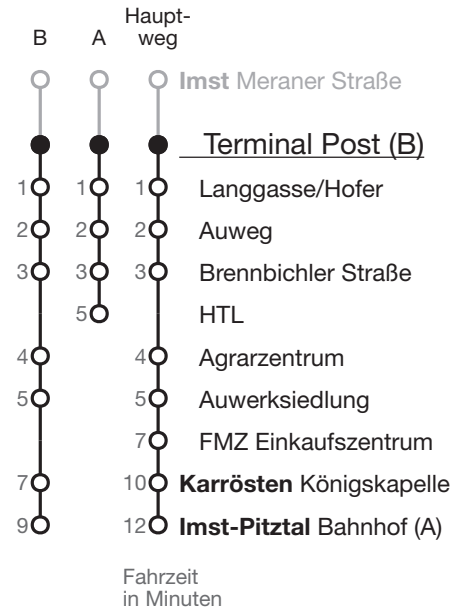 Haupt-
B A weg
Imst Meraner Straße
Terminal Post (B)
1 1 1 Langgasse/Hofer
2 2 2 Auweg
3 3 3 Brennbichler Straße
5 HTL
4 4 Agrarzentrum
5 5 Auwerksiedlung
7 FMZ Einkaufszentrum
7 10 Karrösten Königskapelle
9 12 Imst-Pitztal Bahnhof (A)
Fahrzeit
in Minuten